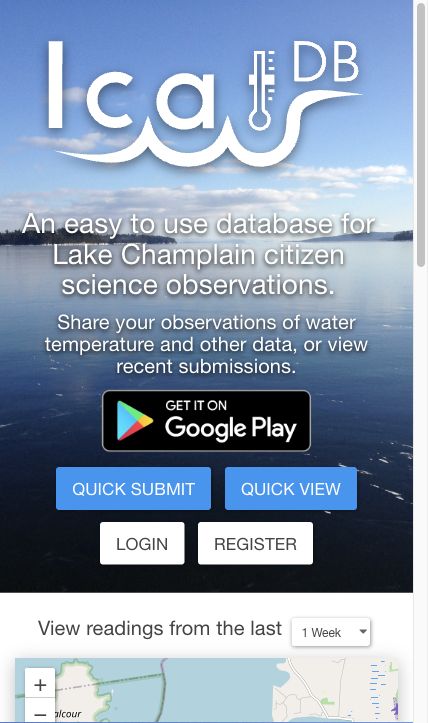 Ica DB
An easy to use database for
Lake Champlain citizen
science observations.
Share your observations of water
temperature and other data, or view
recent submissions.
GET IT ON
Google Play
QUICK SUBMIT QUICK VIEW
LOGIN REGISTER
View readings from the last 1 Week
+
alcour
−